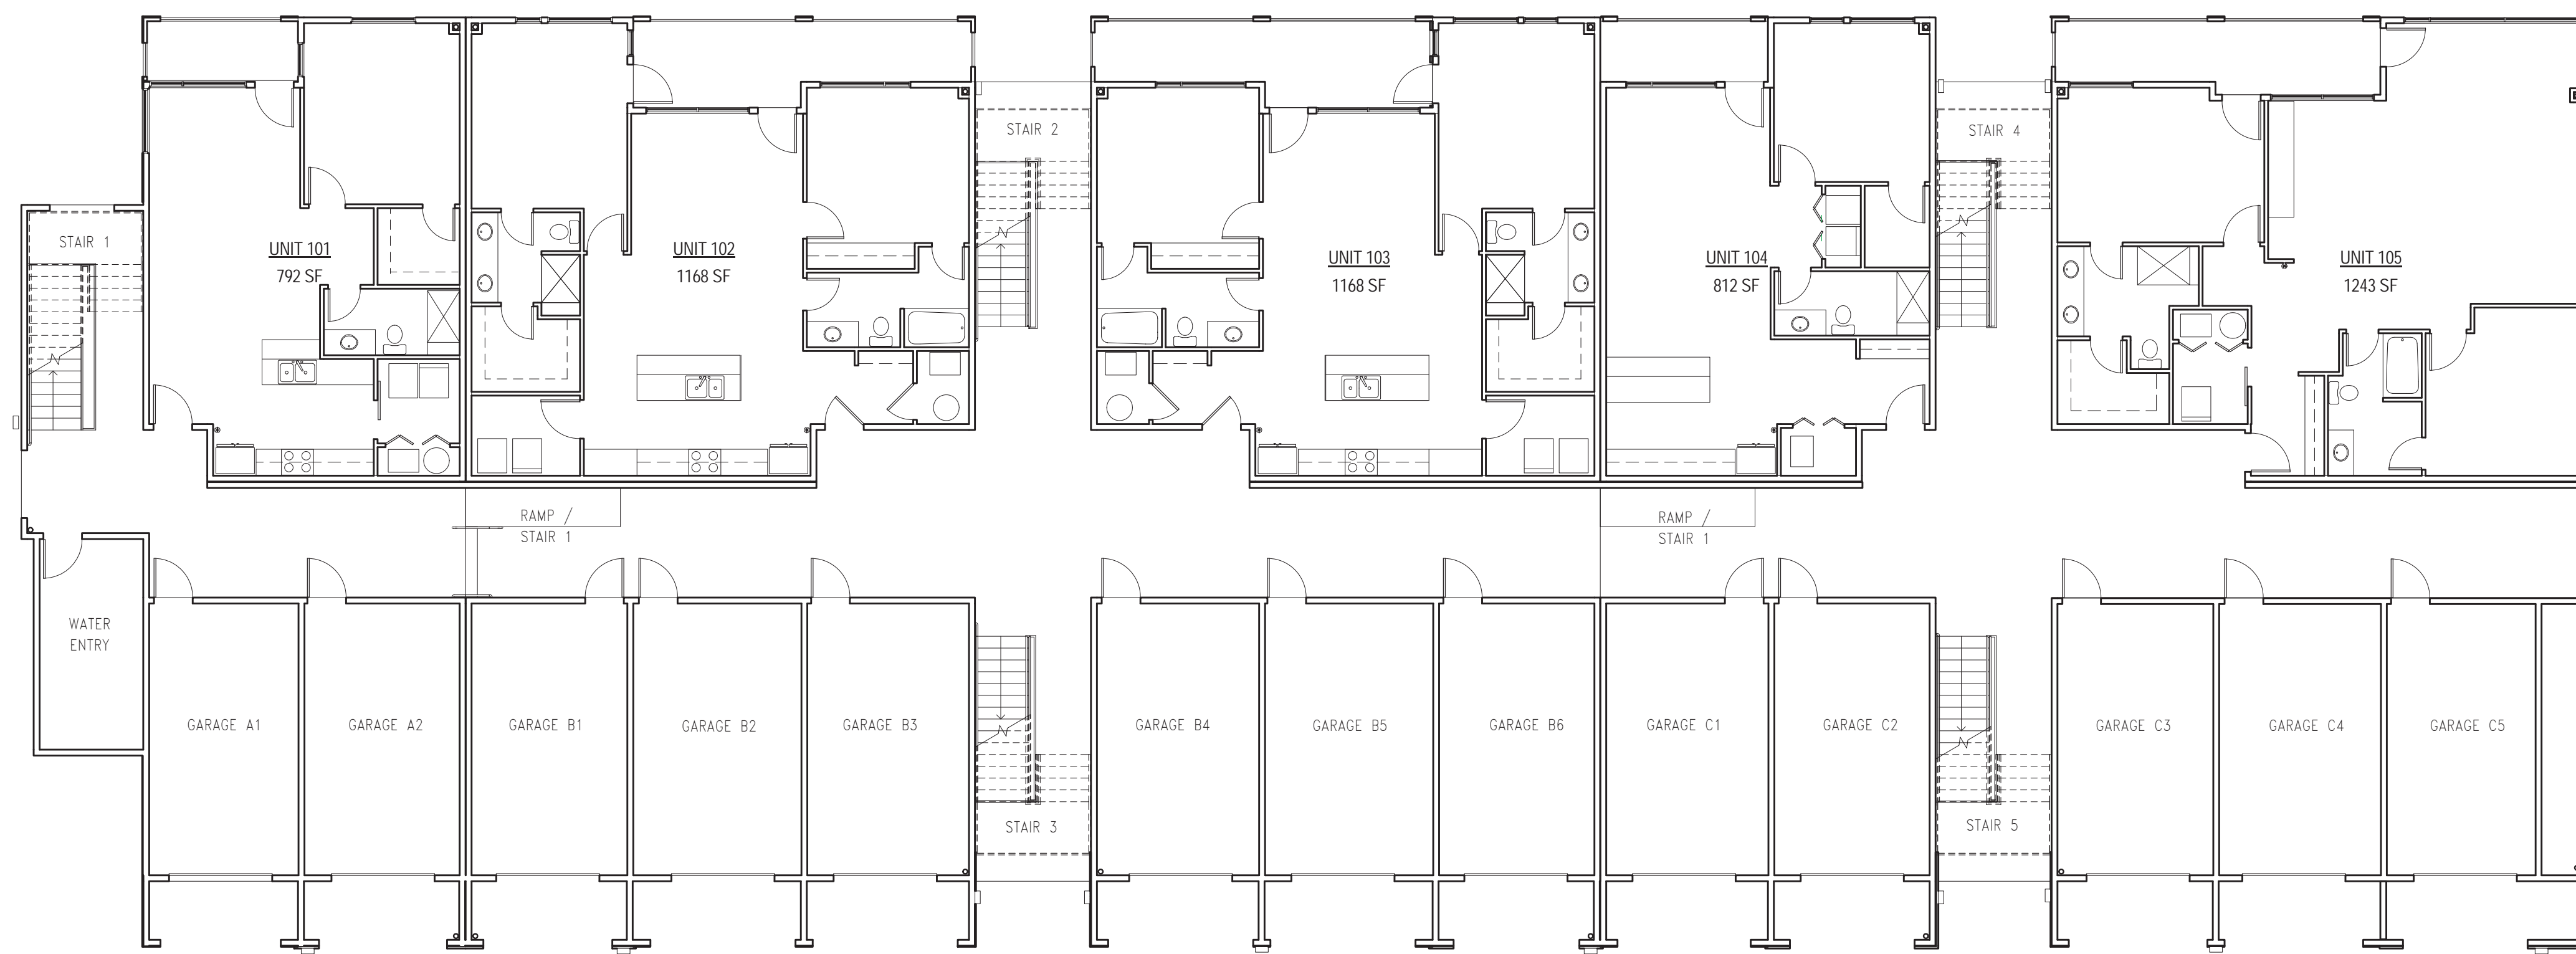 STAIR 1
UNIT 101
792 SF
UNIT 102
1168 SF
STAIR 2
UNIT 103
1168 SF
UNIT 104
812 SF
STAIR 4
UNIT 105
1243 SF
RAMP /
STAIR 1
RAMP /
STAIR 1
WATER
ENTRY
GARAGE A1
GARAGE A2
GARAGE B1
GARAGE B2
GARAGE B3
STAIR 3
GARAGE B4
GARAGE B5
GARAGE B6
GARAGE C1
GARAGE C2
STAIR 5
GARAGE C3
GARAGE C4
GARAGE C5